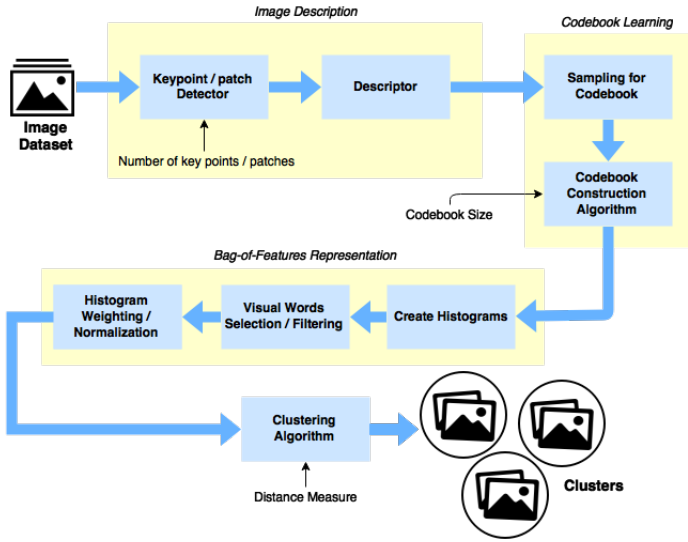 Image Description
Codebook Learning
Keypoint / patch
Detector
Descriptor
Sampling for
Codebook
Image
Dataset
Number of key points / patches
Codebook
Construction
Algorithm
Codebook Size
Bag-of-Features Representation
Histogram
Weighting /
Normalization
Visual Words
Selection / Filtering
Create Histograms
Clustering
Algorithm
Distance Measure
Clusters